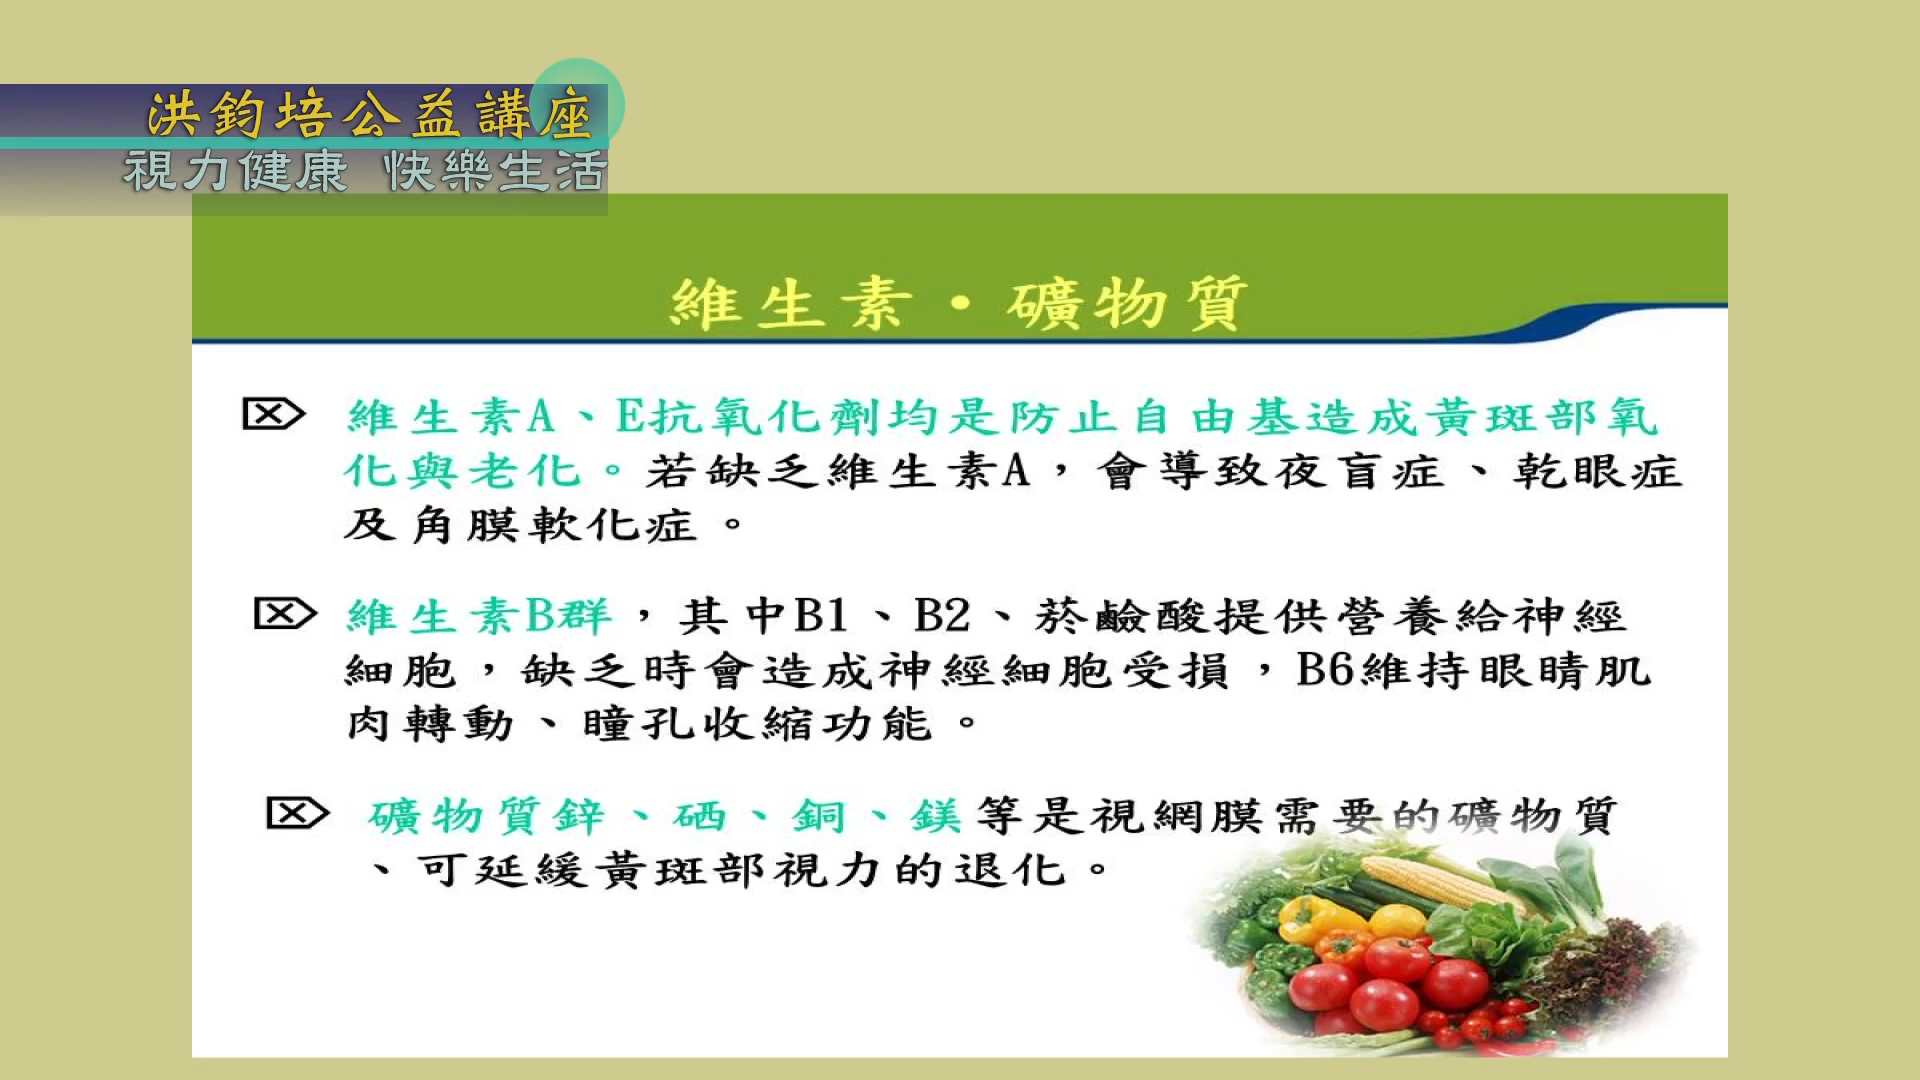 洪鈞培公益講座
視力健康 快樂生活
維生素•礦物質
維生素A、E抗氧化劑均是防止自由基造成黃斑部氧
化與老化。若缺乏維生素A，會導致夜盲症、乾眼症
及角膜軟化症。
維生素B群，其中B1、B2、菸鹼酸提供營養給神經
細胞，缺乏時會造成神經細胞受損，B6維持眼睛肌
肉轉動、瞳孔收縮功能。
礦物質鋅、硒、銅、鎂等是視網膜需要的礦物質
、可延緩黃斑部視力的退化。